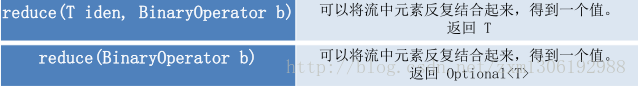 reduce(T iden, BinaryOperator b)
可以将流中元素反复结合起来，得到一个值。
返回 T
reduce(BinaryOperator b)
可以将流中元素反复结合起来，得到一个值。
返回 Optional<T>